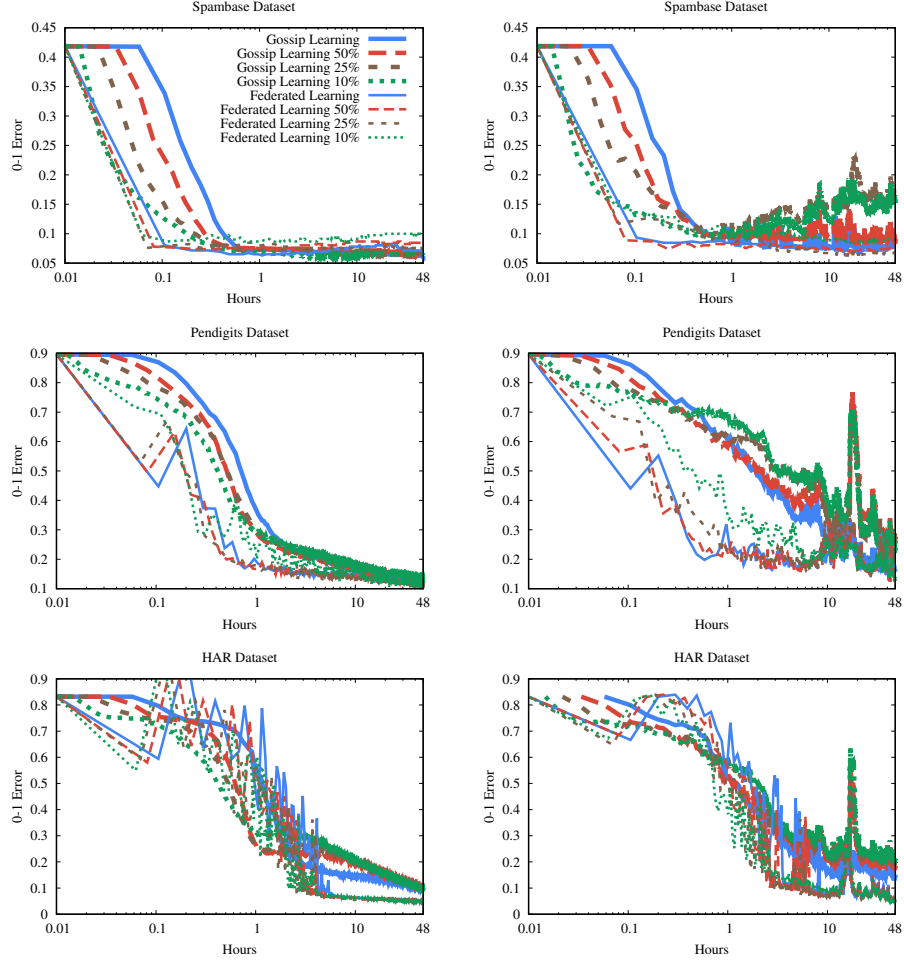 Spambase Dataset
0.45
0.4
0.35
0.3
0.25
0.2
0.15
0.1
0.05
0-1 Error
Gossip Learning
Gossip Learning 50%
Gossip Learning 25%
Gossip Learning 10%
Federated Learning
Federated Learning 50%
Federated Learning 25%
Federated Learning 10%
0.01 0.1 1 10 48
Hours
Spambase Dataset
0.45
0.4
0.35
0.3
0.25
0.2
0.15
0.1
0.05
0-1 Error
0.01 0.1 1 10 48
Hours
Pendigits Dataset
0.9
0.8
0.7
0.6
0.5
0.4
0.3
0.2
0.1
0-1 Error
0.01 0.1 1 10 48
Hours
Pendigits Dataset
0.9
0.8
0.7
0.6
0.5
0.4
0.3
0.2
0.1
0-1 Error
0.01 0.1 1 10 48
Hours
HAR Dataset
0.9
0.8
0.7
0.6
0.5
0.4
0.3
0.2
0.1
0
0-1 Error
0.01 0.1 1 10 48
Hours
HAR Dataset
0.9
0.8
0.7
0.6
0.5
0.4
0.3
0.2
0.1
0
0-1 Error
0.01 0.1 1 10 48
Hours